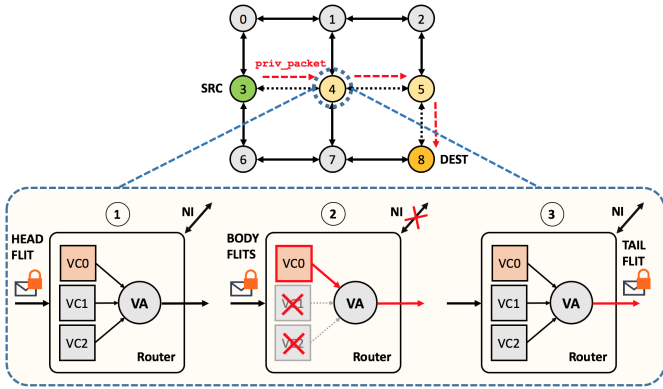 0
1
2
priv_packet
SRC
3
4
5
6
7
8
DEST
1
NI
HEAD
FLIT
VC0
VC1
VC2
VA
Router
2
NI
BODY
FLITS
VC0
VC1
VC2
VA
Router
3
NI
VC0
VC1
VC2
VA
TAIL
FLIT
Router